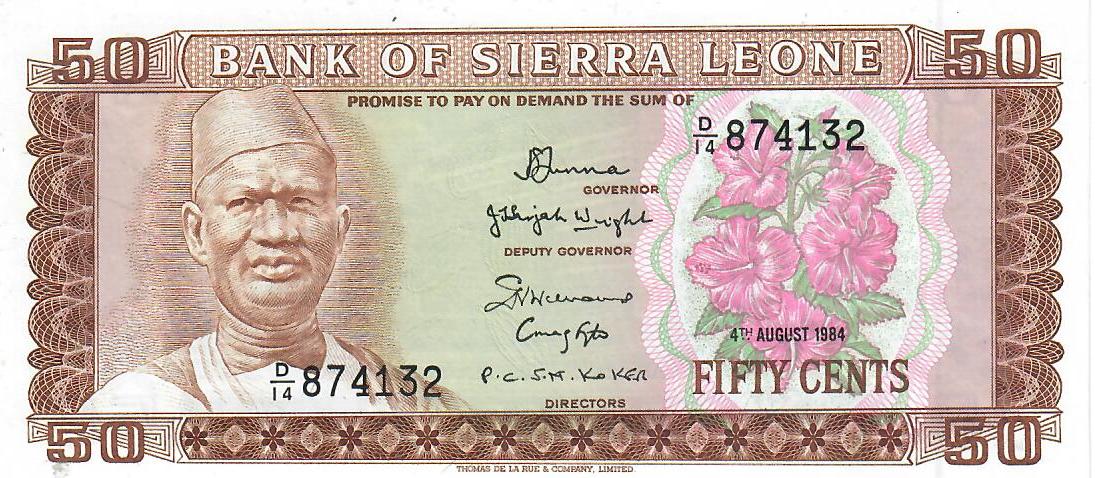 50 BANK OF SIERRA LEONE 50
PROMISE TO PAY ON DEMAND THE SUM OF
D/14 874132
GOVERNOR
DEPUTY GOVERNOR
4TH AUGUST 1984
P.C.S.M. KOKER
D/14 874132
FIFTY CENTS
DIRECTORS
50 50
THOMAS DE LA RUE & COMPANY, LIMITED.